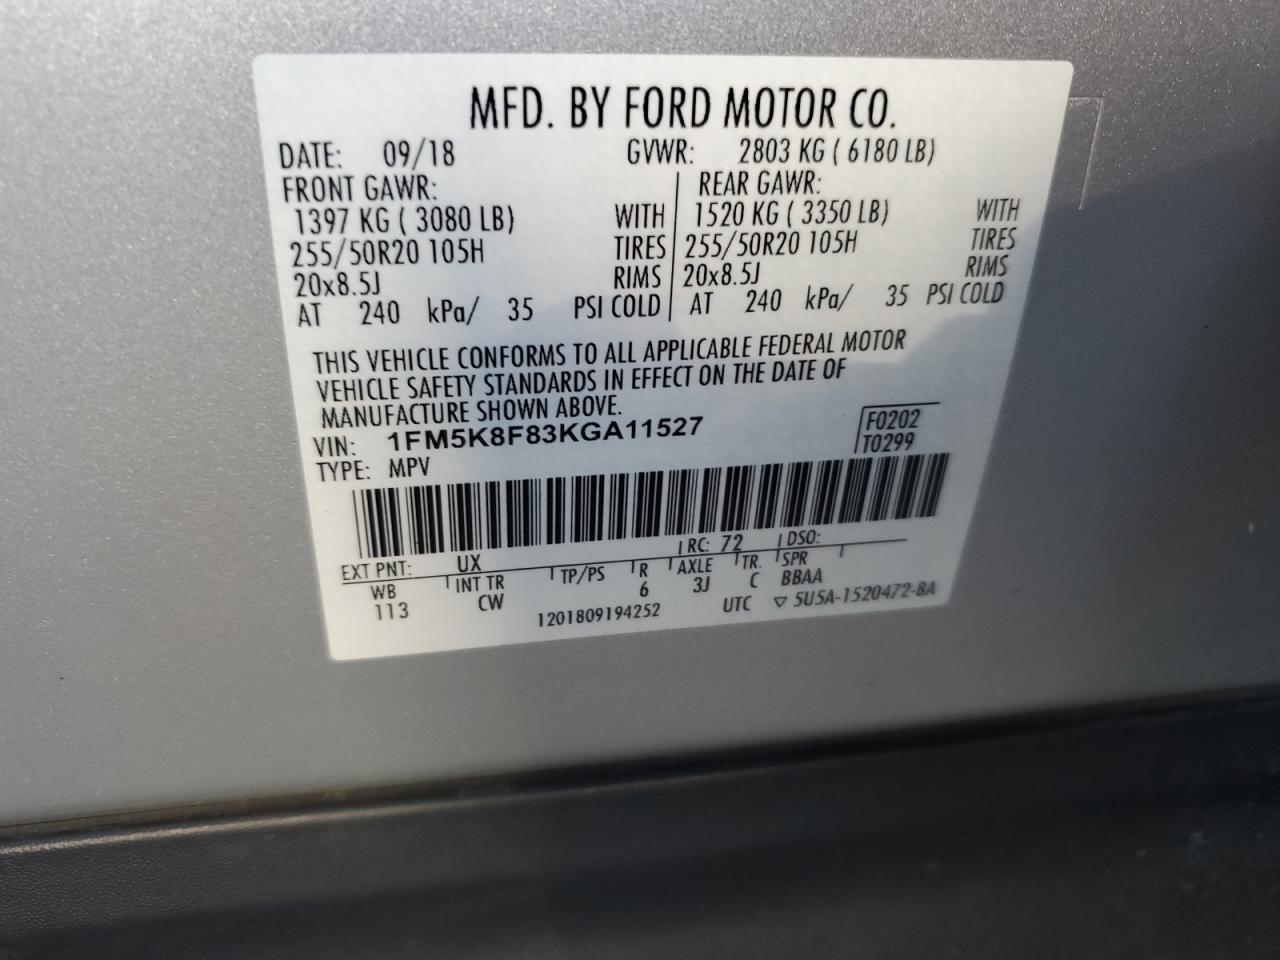 MFD. BY FORD MOTOR CO.
DATE: 09/18 GVWR: 2803 KG ( 6180 LB)
FRONT GAWR: REAR GAWR:
1397 KG ( 3080 LB) WITH 1520 KG ( 3350 LB) WITH
255/50R20 105H TIRES 255/50R20 105H TIRES
20x8.5J RIMS 20x8.5J RIMS
AT 240 kPa/ 35 PSI COLD AT 240 kPa/ 35 PSI COLD
THIS VEHICLE CONFORMS TO ALL APPLICABLE FEDERAL MOTOR
VEHICLE SAFETY STANDARDS IN EFFECT ON THE DATE OF
MANUFACTURE SHOWN ABOVE.
VIN: 1FM5K8F83KGA11527 F0202
TYPE: MPV T0299
EXT PNT: UX RC: 72 DSO:
WB INT TR TP/PS R AXLE TR. SPR
113 CW 6 3J C BBAA
1201809194252 UTC ▽ 5U5A-1520472-BA